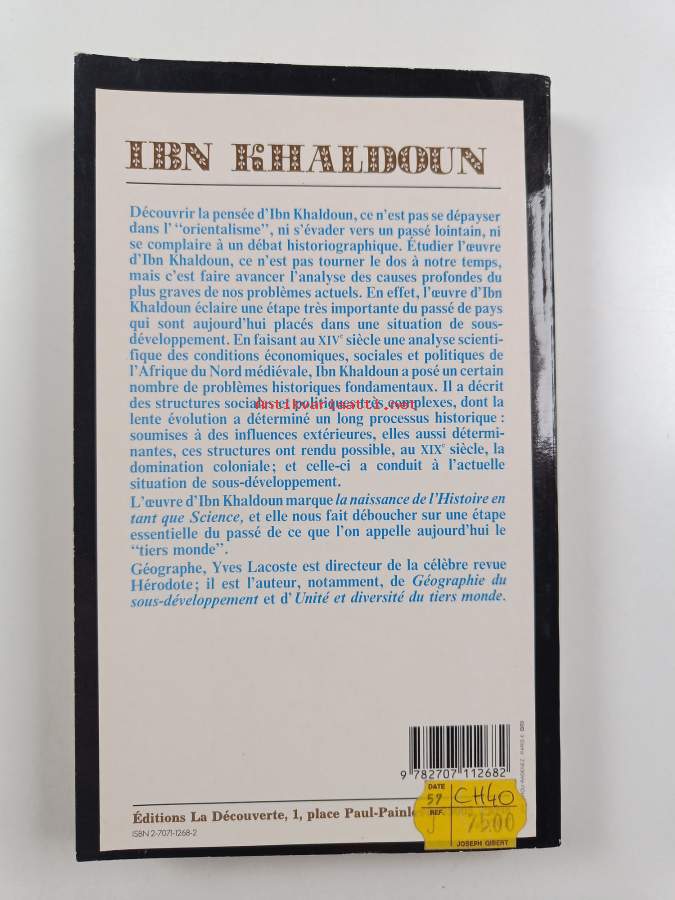 IBN KHALDOUN
Découvrir la pensée d'Ibn Khaldoun, ce n'est pas se dépayser
dans l' "orientalisme", ni s'évader vers un passé lointain, ni
se complaire à un débat historiographique. Étudier l'œuvre
d'Ibn Khaldoun, ce n'est pas tourner le dos à notre temps,
mais c'est faire avancer l'analyse des causes profondes du
plus graves de nos problèmes actuels. En effet, l'œuvre d'Ibn
Khaldoun éclaire une étape très importante du passé de pays
qui sont aujourd'hui placés dans une situation de sous-
développement. En faisant au XIVe siècle une analyse scienti-
fique des conditions économiques, sociales et politiques de
l'Afrique du Nord médiévale, Ibn Khaldoun a posé un certain
nombre de problèmes historiques fondamentaux. Il a décrit
des structures sociales et politiques très complexes, dont la
Antikvariaatti.net
lente évolution a déterminé un long processus historique :
soumises à des influences extérieures, elles aussi détermi-
nantes, ces structures ont rendu possible, au XIXe siècle, la
domination coloniale ; et celle-ci a conduit à l'actuelle
situation de sous-développement.
L'œuvre d'Ibn Khaldoun marque la naissance de l'Histoire en
tant que Science, et elle nous fait déboucher sur une étape
essentielle du passé de ce que l'on appelle aujourd'hui le
"tiers monde".
Géographe, Yves Lacoste est directeur de la célèbre revue
Hérodote ; il est l'auteur, notamment, de Géographie du
sous-développement et d'Unité et diversité du tiers monde.
9 782707 112682
Éditions La Découverte, 1, place Paul-Painle
ISBN 2-7071-1268-2
DATE
59
CH40
REF.
J
75.00
JOSEPH GIBERT